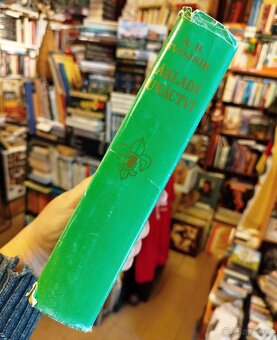 A. B.
SVOJSÍK
ZÁKLADY
JUNÁCTVÍ